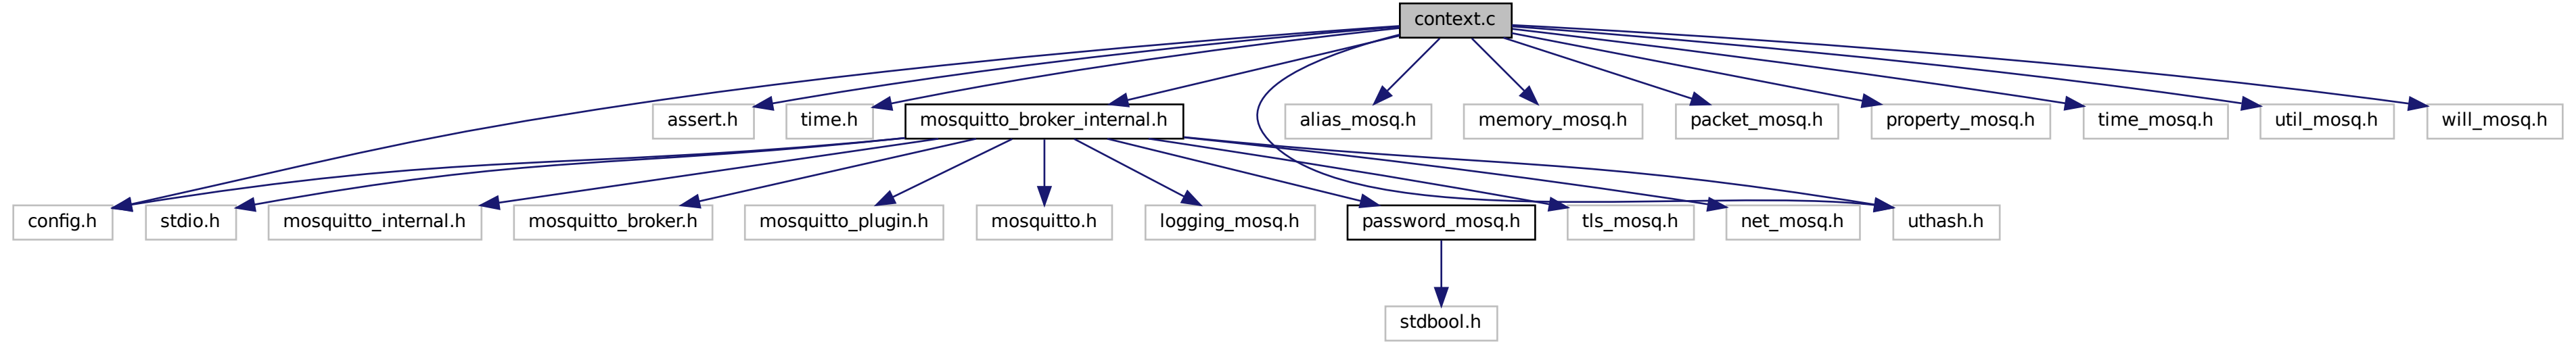 context.c
assert.h
time.h
mosquitto_broker_internal.h
alias_mosq.h
memory_mosq.h
packet_mosq.h
property_mosq.h
time_mosq.h
util_mosq.h
will_mosq.h
config.h
stdio.h
mosquitto_internal.h
mosquitto_broker.h
mosquitto_plugin.h
mosquitto.h
logging_mosq.h
password_mosq.h
tls_mosq.h
net_mosq.h
uthash.h
stdbool.h